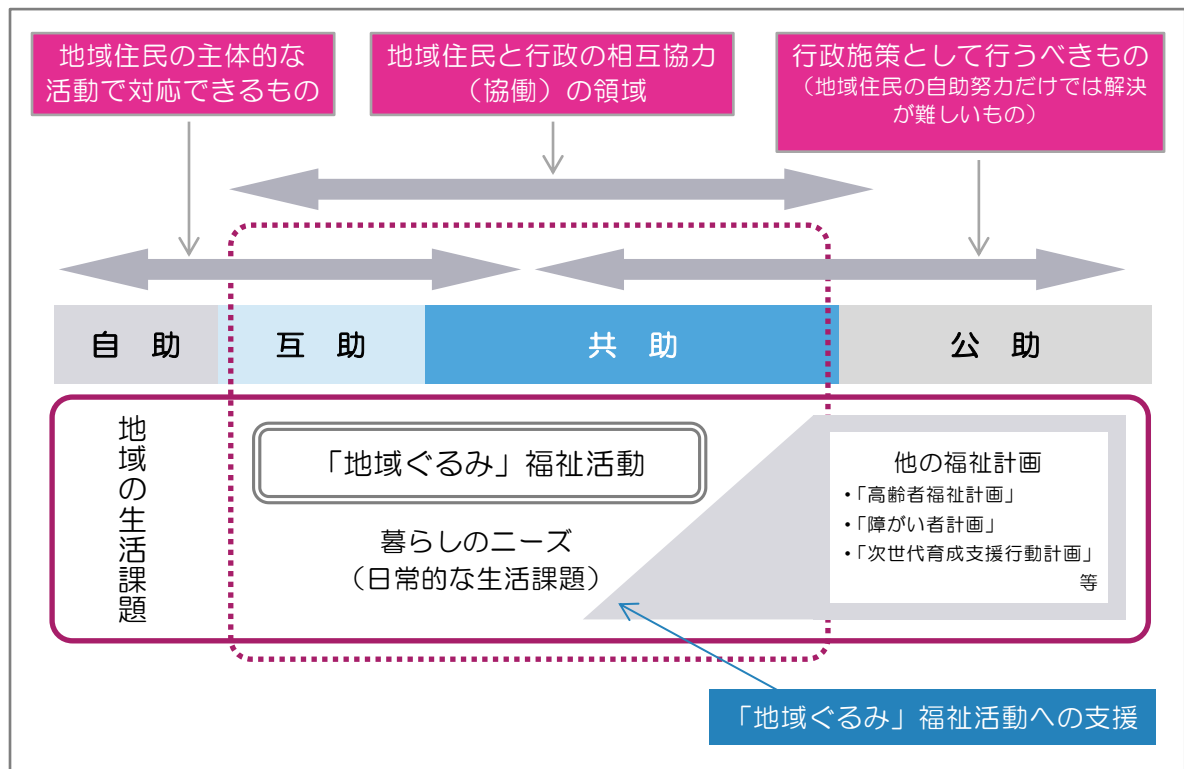 地域住民の主体的な
活動で対応できるもの
地域住民と行政の相互協力
（協働）の領域
行政施策として行うべきもの
（地域住民の自助努力だけでは解決
が難しいもの）
自　助
互　助
共　助
公　助
地域の生活課題
「地域ぐるみ」福祉活動
暮らしのニーズ
（日常的な生活課題）
他の福祉計画
・「高齢者福祉計画」
・「障がい者計画」
・「次世代育成支援行動計画」
等
「地域ぐるみ」福祉活動への支援